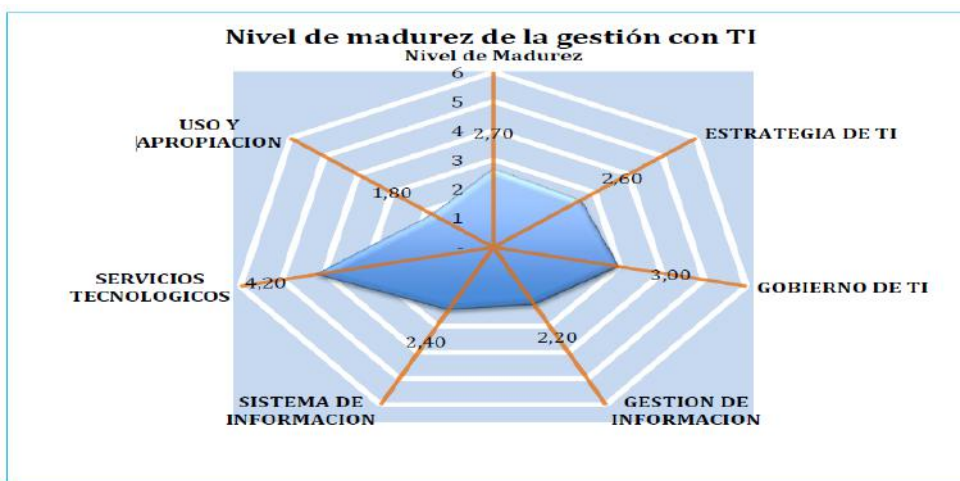 Nivel de madurez de la gestión con TI
Nivel de Madurez
6
5
4
3
2
1
-
2,70
ESTRATEGIA DE TI
2,60
GOBIERNO DE TI
3,00
GESTION DE
INFORMACION
2,20
SISTEMA DE
INFORMACION
2,40
SERVICIOS
TECNOLOGICOS
4,20
USO Y
APROPIACION
1,80